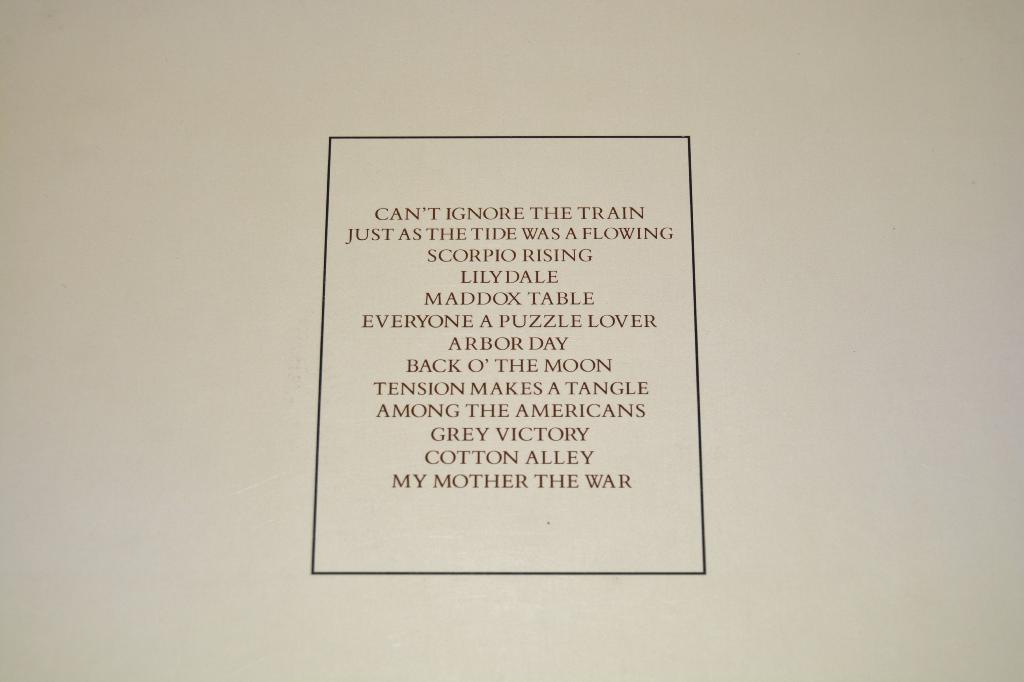 CAN'T IGNORE THE TRAIN
JUST AS THE TIDE WAS A FLOWING
SCORPIO RISING
LILYDALE
MADDOX TABLE
EVERYONE A PUZZLE LOVER
ARBOR DAY
BACK O' THE MOON
TENSION MAKES A TANGLE
AMONG THE AMERICANS
GREY VICTORY
COTTON ALLEY
MY MOTHER THE WAR